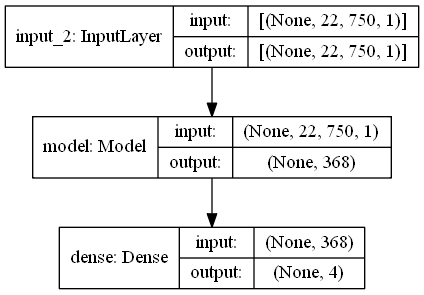 input_2: InputLayer
input: [(None, 22, 750, 1)]
output: [(None, 22, 750, 1)]
model: Model
input: (None, 22, 750, 1)
output: (None, 368)
dense: Dense
input: (None, 368)
output: (None, 4)